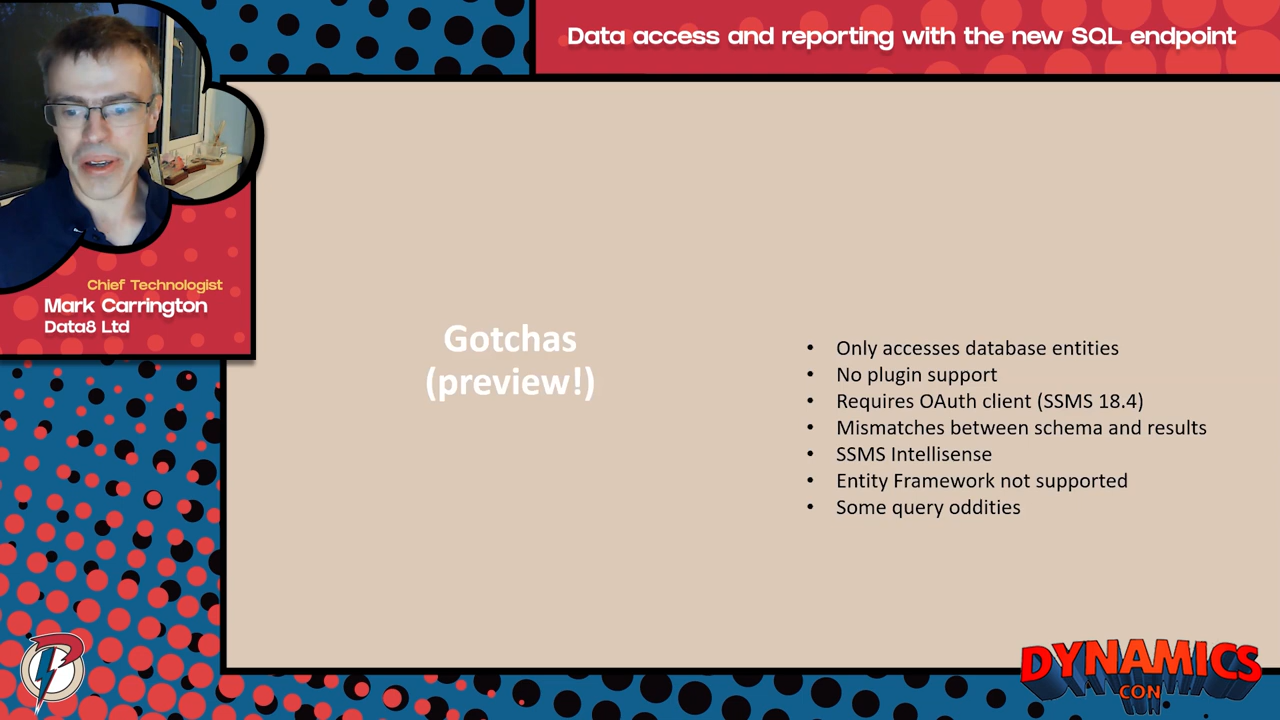 Data access and reporting with the new SQL endpoint
Chief Technologist
Mark Carrington
Data8 Ltd
Gotchas
(preview!)
• Only accesses database entities
• No plugin support
• Requires OAuth client (SSMS 18.4)
• Mismatches between schema and results
• SSMS Intellisense
• Entity Framework not supported
• Some query oddities
DYNAMICS
CON